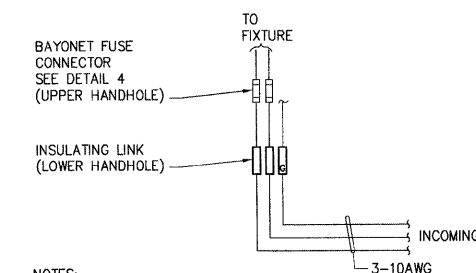 TO
FIXTURE
BAYONET FUSE
CONNECTOR
SEE DETAIL 4
(UPPER HANDHOLE)
INSULATING LINK
(LOWER HANDHOLE)
G
INCOMING
3-10AWG
NOTES: